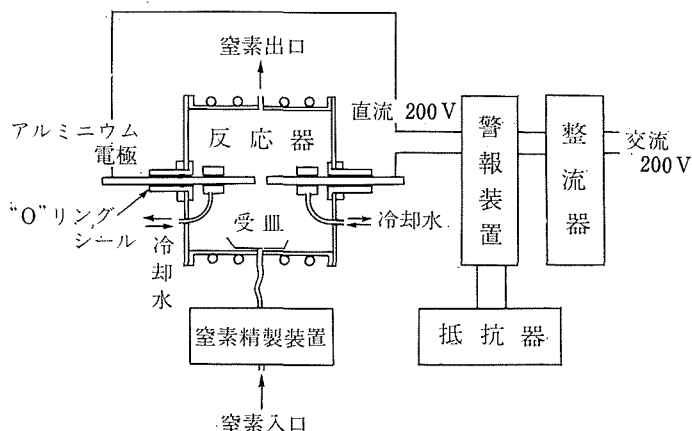 窒素出口
アルミニウム
電極
反応器
直流 200V
警報装置
整流器
交流
200V
"O"リング
シール
受皿
冷却水
冷却水
窒素精製装置
抵抗器
窒素入口